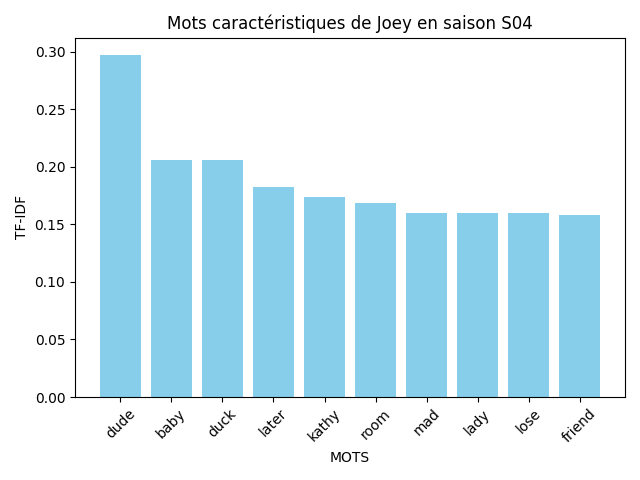 Mots caractéristiques de Joey en saison S04
0.30
0.25
0.20
0.15
0.10
0.05
0.00
TF-IDF
dude
baby
duck
later
kathy
room
mad
lady
lose
friend
MOTS